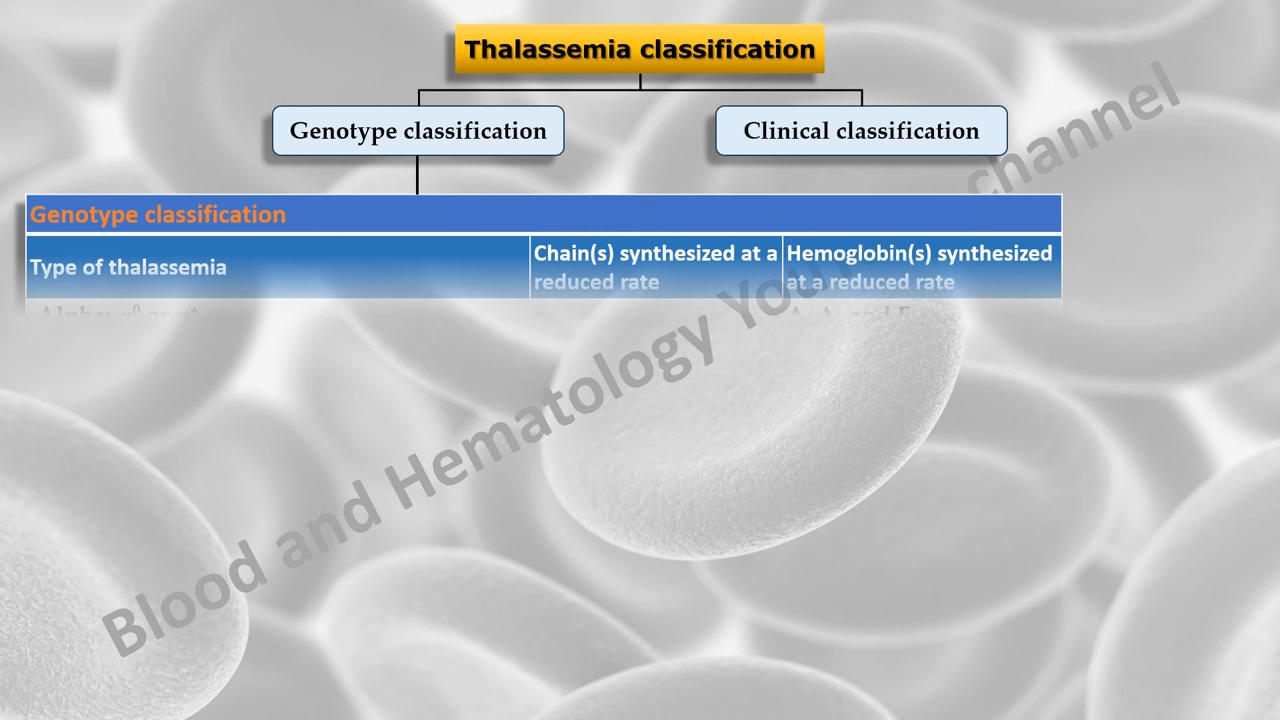 Thalassemia classification
Genotype classification
Clinical classification
Genotype classification
Type of thalassemia
Chain(s) synthesized at a
reduced rate
Hemoglobin(s) synthesized
at a reduced rate
Blood and Hematology You channel